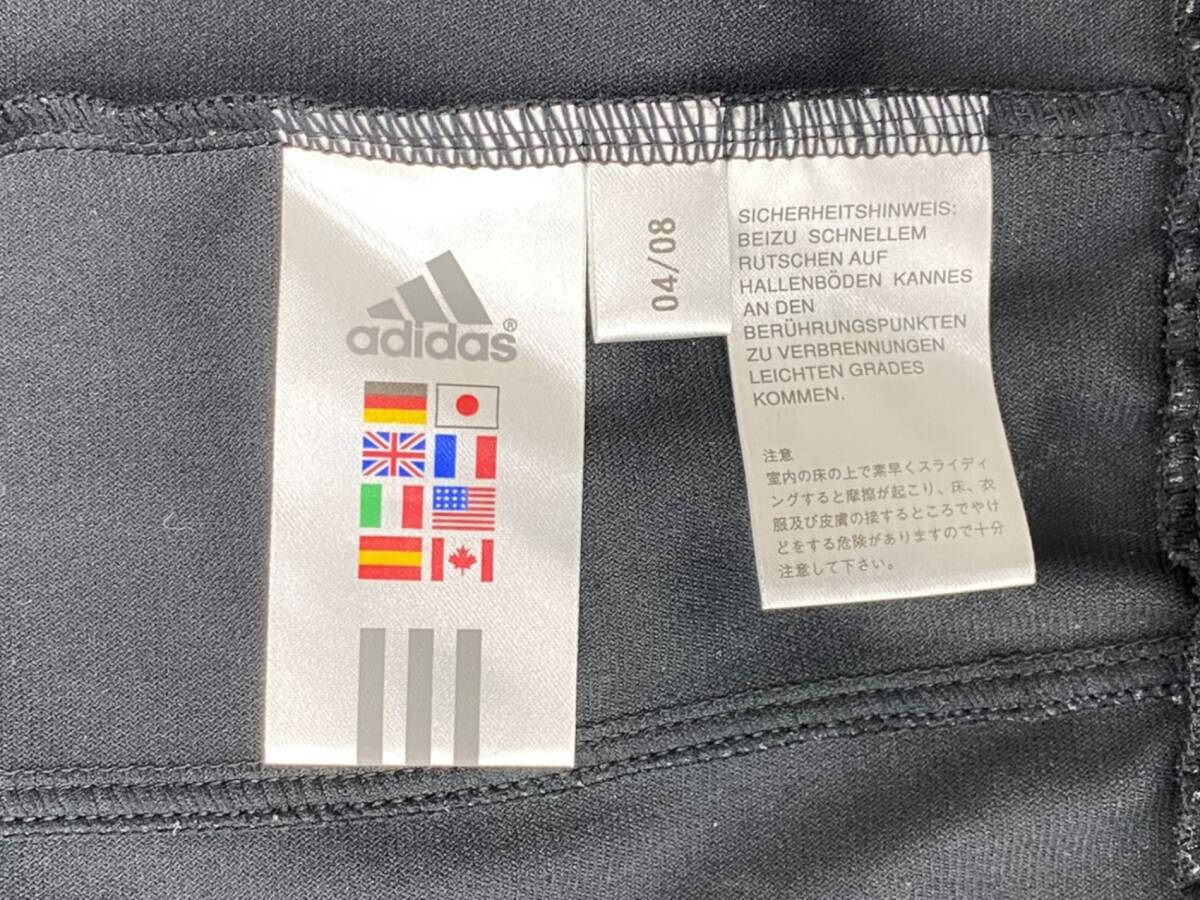 adidas®
04/08
SICHERHEITSHINWEIS:
BEIZU SCHNELLEM
RUTSCHEN AUF
HALLENBÖDEN KANNES
AN DEN
BERÜHRUNGSPUNKTEN
ZU VERBRENNUNGEN
LEICHTEN GRADES
KOMMEN.
注意
室内の床の上で素早くスライディ
ングすると摩擦が起こり、床、衣
服及び皮膚の接するところでやけ
どをする危険がありますので十分
注意して下さい。